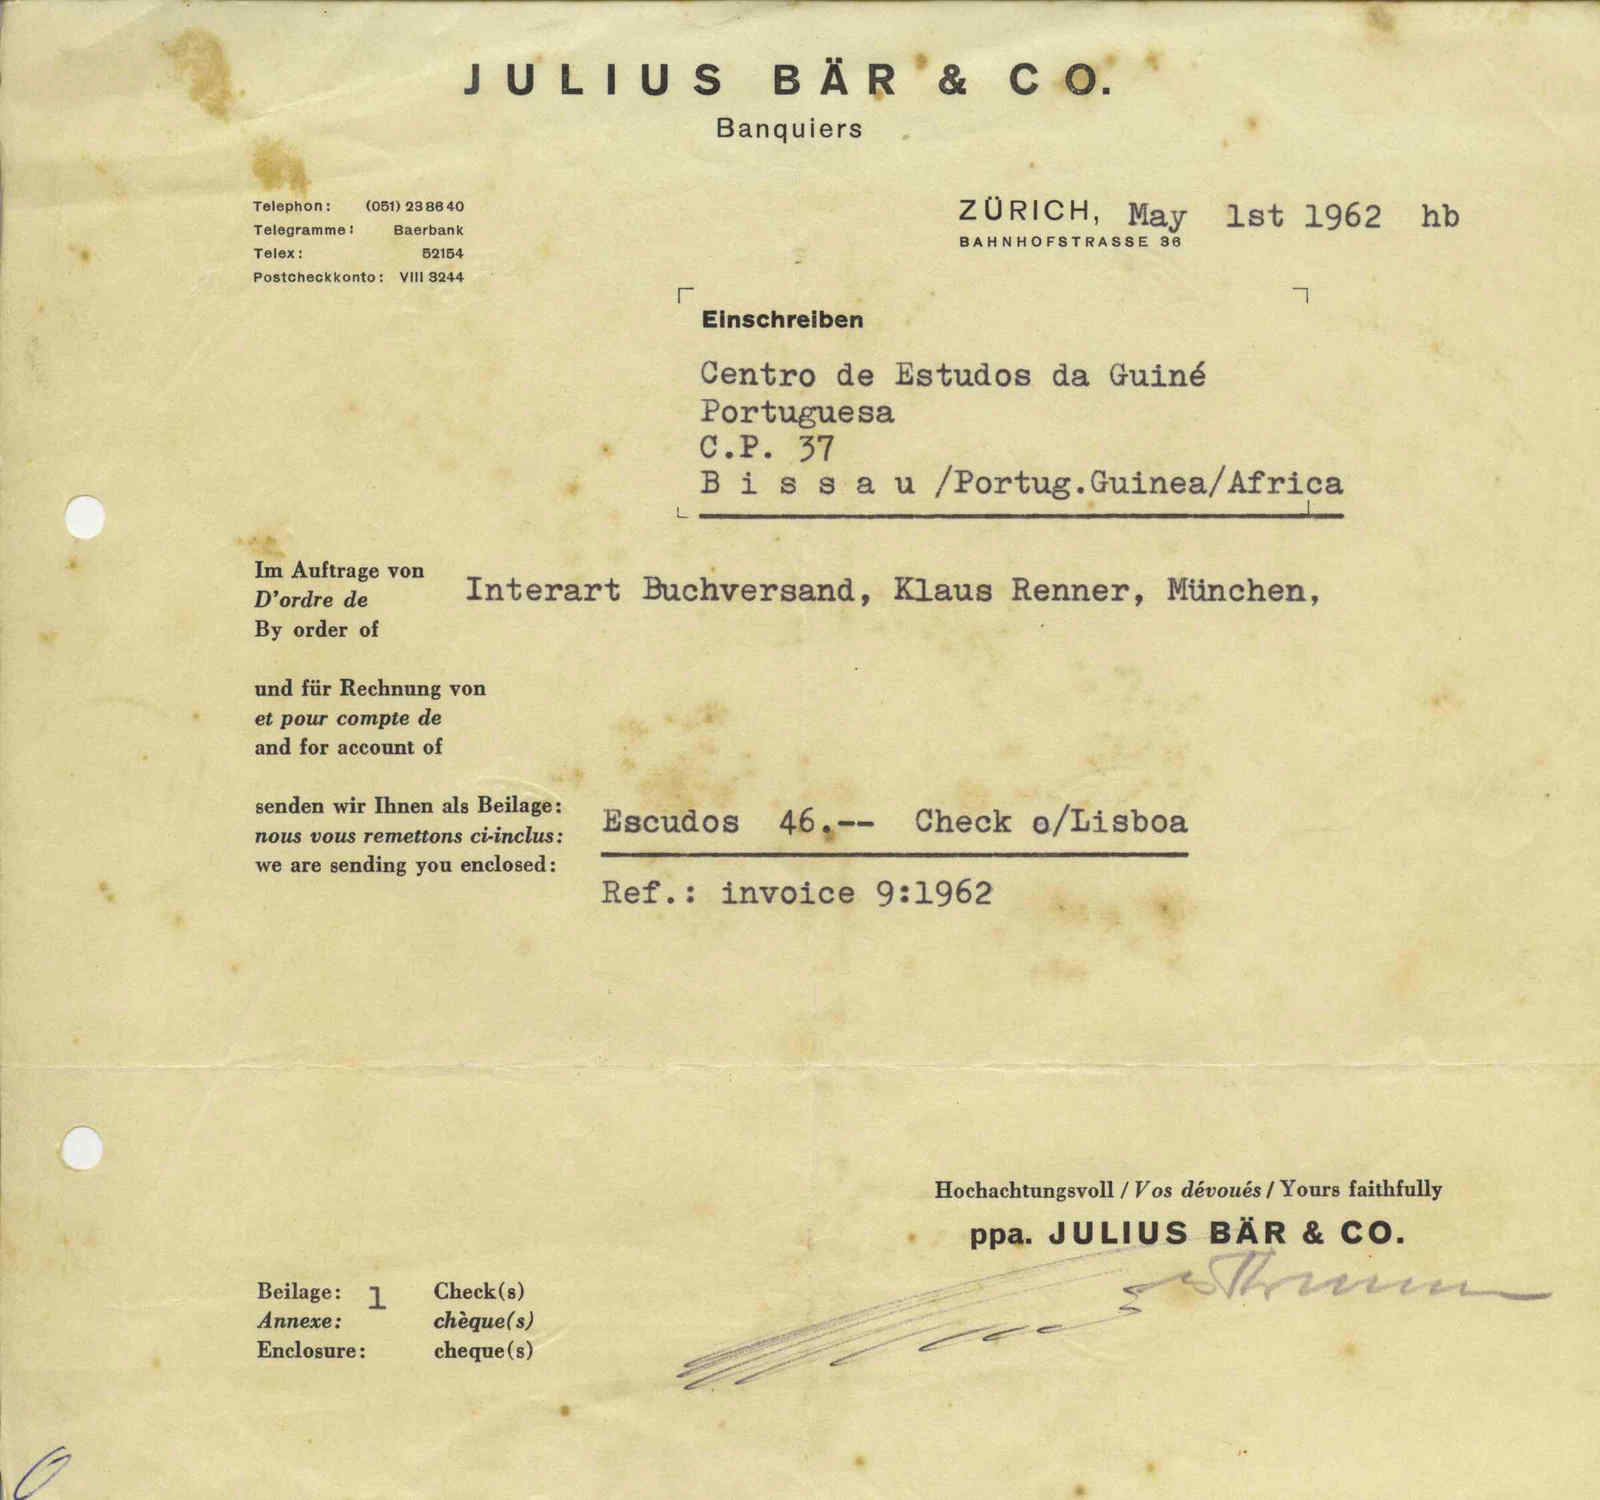 JULIUS BÄR & CO.
Banquiers
Telephon: (051) 23 86 40
Telegramme: Baerbank
Telex: 52154
Postcheckkonto: VIII 3244
ZÜRICH, May 1st 1962 hb
BAHNHOFSTRASSE 36
Einschreiben
Centro de Estudos da Guiné
Portuguesa
C.P. 37
B i s s a u /Portug.Guinea/Africa
Im Auftrage von
D'ordre de
By order of
Interart Buchversand, Klaus Renner, München,
und für Rechnung von
et pour compte de
and for account of
senden wir Ihnen als Beilage:
nous vous remettons ci-inclus:
we are sending you enclosed:
Escudos 46.-- Check o/Lisboa
Ref.: invoice 9:1962
Hochachtungsvoll / Vos dévoués / Yours faithfully
ppa. JULIUS BÄR & CO.
Beilage: 1 Check(s)
Annexe: chèque(s)
Enclosure: cheque(s)